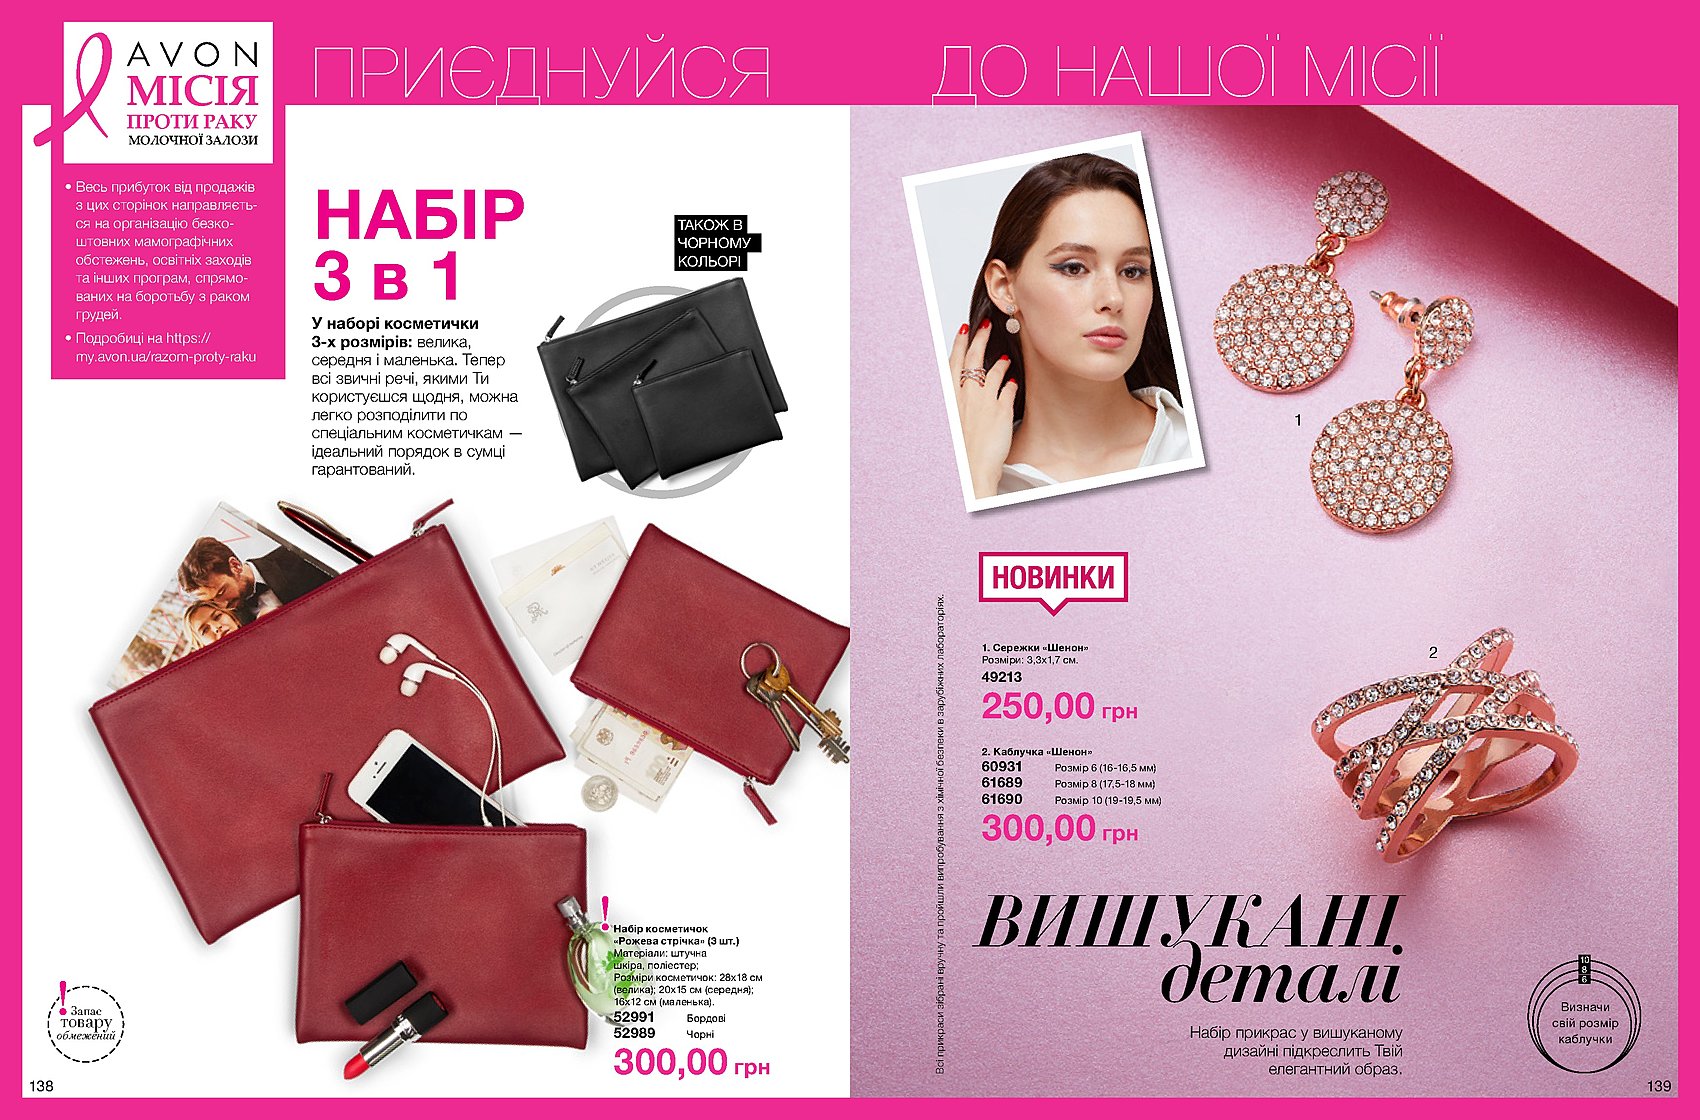 AVON
МІСІЯ
ПРОТИ РАКУ
МОЛОЧНОЇ ЗАЛОЗИ
ПРИЄДНУЙСЯ ДО НАШОЇ МІСІЇ
• Весь прибуток від продажів
з цих сторінок направляєть-
ся на організацію безко-
штовних мамографічних
обстежень, освітніх заходів
та інших програм, спрямо-
ваних на боротьбу з раком
грудей.
• Подробиці на https://
my.avon.ua/razom-proty-raku
НАБІР
3 в 1
У наборі косметички
3-х розмірів: велика,
середня і маленька. Тепер
всі звичні речі, якими Ти
користуєшся щодня, можна
легко розподілити по
спеціальним косметичкам —
ідеальний порядок в сумці
гарантований.
ТАКОЖ В
ЧОРНОМУ
КОЛЬОРІ
! Набір косметичок
«Рожева стрічка» (3 шт.)
Матеріали: штучна
шкіра, поліестер;
Розміри косметичок: 28х18 см
(велика); 20х15 см (середня);
16х12 см (маленька).
52991 Бордові
52989 Чорні
300,00 грн
! Запас
товару
обмежений
138
1
НОВИНКИ
1. Сережки «Шенон»
Розміри: 3,3х1,7 см.
49213
250,00 грн
2. Каблучка «Шенон»
60931 Розмір 6 (16-16,5 мм)
61689 Розмір 8 (17,5-18 мм)
61690 Розмір 10 (19-19,5 мм)
300,00 грн
2
Всі прикраси зібрані вручну та пройшли випробування з хімічної безпеки в зарубіжних лабораторіях.
ВИШУКАНІ
деталі
Набір прикрас у вишуканому
дизайні підкреслить Твій
елегантний образ.
10
8
6
Визначи
свій розмір
каблучки
139